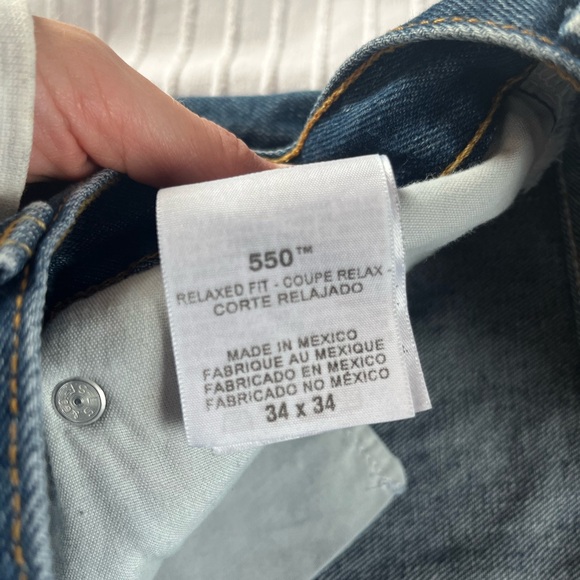 550™
RELAXED FIT - COUPE RELAX -
CORTE RELAJADO
MADE IN MEXICO
FABRIQUE AU MEXIQUE
FABRICADO EN MEXICO
FABRICADO NO MÉXICO
34 x 34